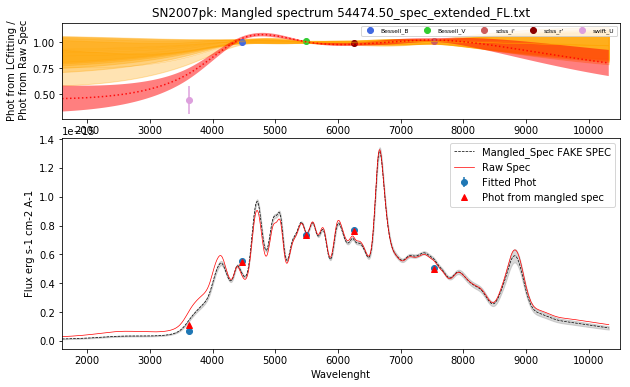 SN2007pk: Mangled spectrum 54474.50_spec_extended_FL.txt
Phot from LCfitting /
Phot from Raw Spec
1.00
0.75
0.50
Bessell_B
Bessell_V
sdss_i'
sdss_r'
swift_U
2000 3000 4000 5000 6000 7000 8000 9000 10000
1e−15
Flux erg s-1 cm-2 A-1
1.4
1.2
1.0
0.8
0.6
0.4
0.2
0.0
Mangled_Spec FAKE SPEC
Raw Spec
Fitted Phot
Phot from mangled spec
2000 3000 4000 5000 6000 7000 8000 9000 10000
Wavelenght